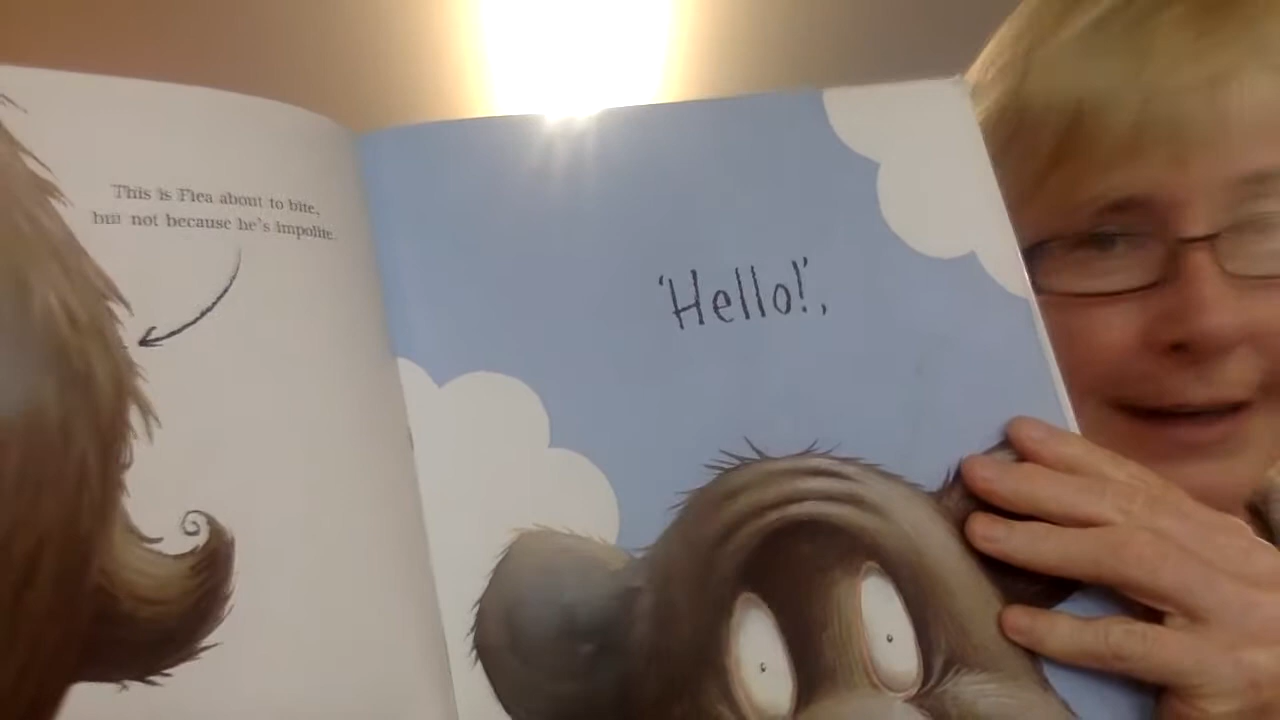 This is Flea about to bite,
but not because he's impolite.
'Hello!',